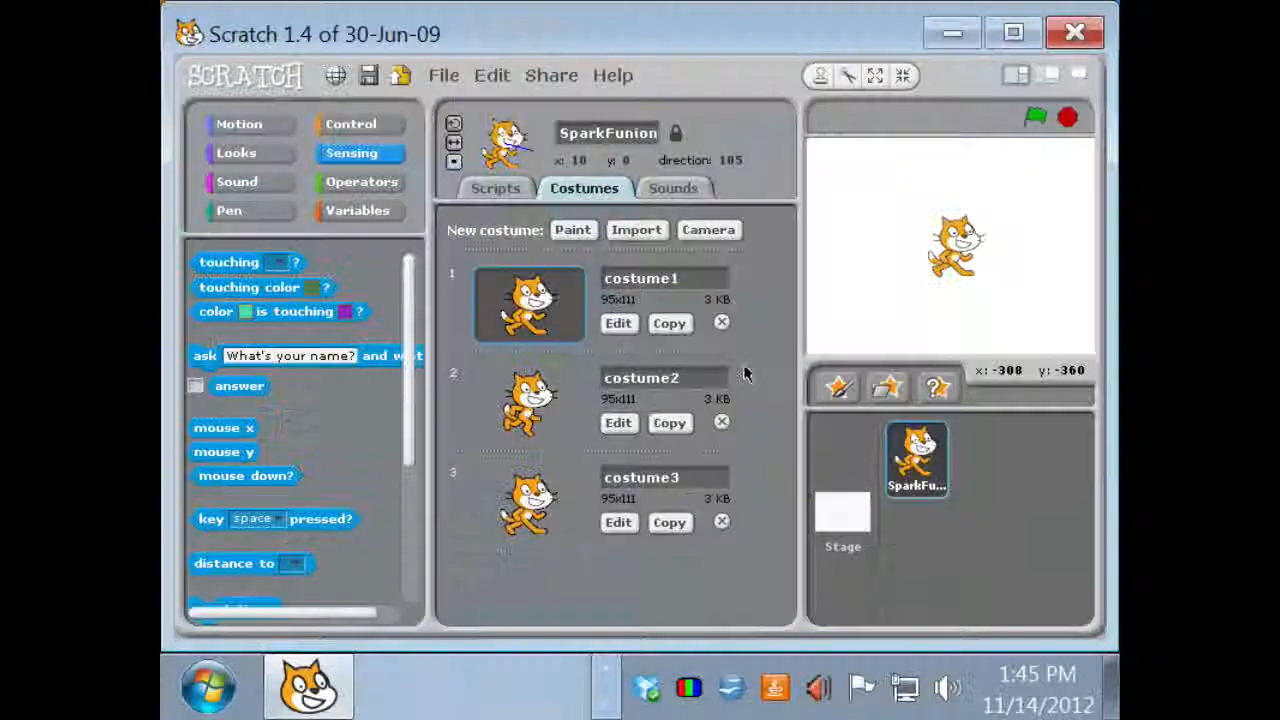 Scratch 1.4 of 30-Jun-09
SCRATCH
File Edit Share Help
Motion
Control
Looks
Sensing
Sound
Operators
Pen
Variables
touching ?
touching color ?
color is touching ?
ask What's your name? and
answer
mouse x
mouse y
mouse down?
key space pressed?
distance to
SparkFunion
x: 10 y: 0 direction: 105
Scripts Costumes Sounds
New costume: Paint Import Camera
1
costume1
95x111 3 KB
Edit Copy
2
costume2
95x111 3 KB
Edit Copy
3
costume3
95x111 3 KB
Edit Copy
x: -308 y: -360
SparkFu...
Stage
1:45 PM
11/14/2012